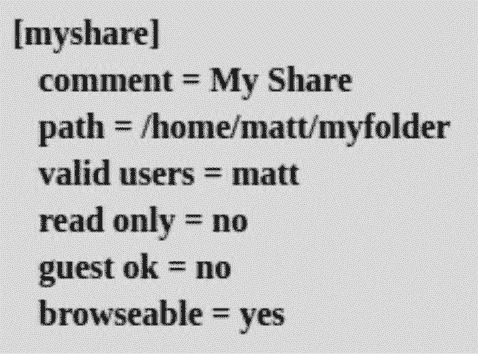 [myshare]
comment = My Share
path = /home/matt/myfolder
valid users = matt
read only = no
guest ok = no
browseable = yes